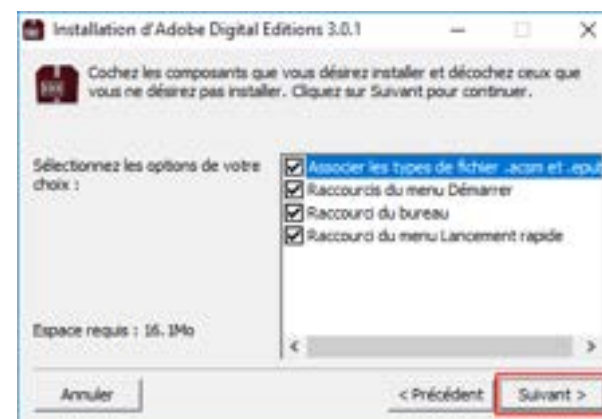 Installation d'Adobe Digital Editions 3.0.1
Cochez les composants que vous désirez installer et décochez ceux que
vous ne désirez pas installer. Cliquez sur Suivant pour continuer.
Sélectionnez les options de votre
choix :
Associer les types de fichier .acsm et .epub
Raccourcis du menu Démarrer
Raccourci du bureau
Raccourci du menu Lancement rapide
Espace requis : 16.1Mo
Annuler
< Précédent
Suivant >